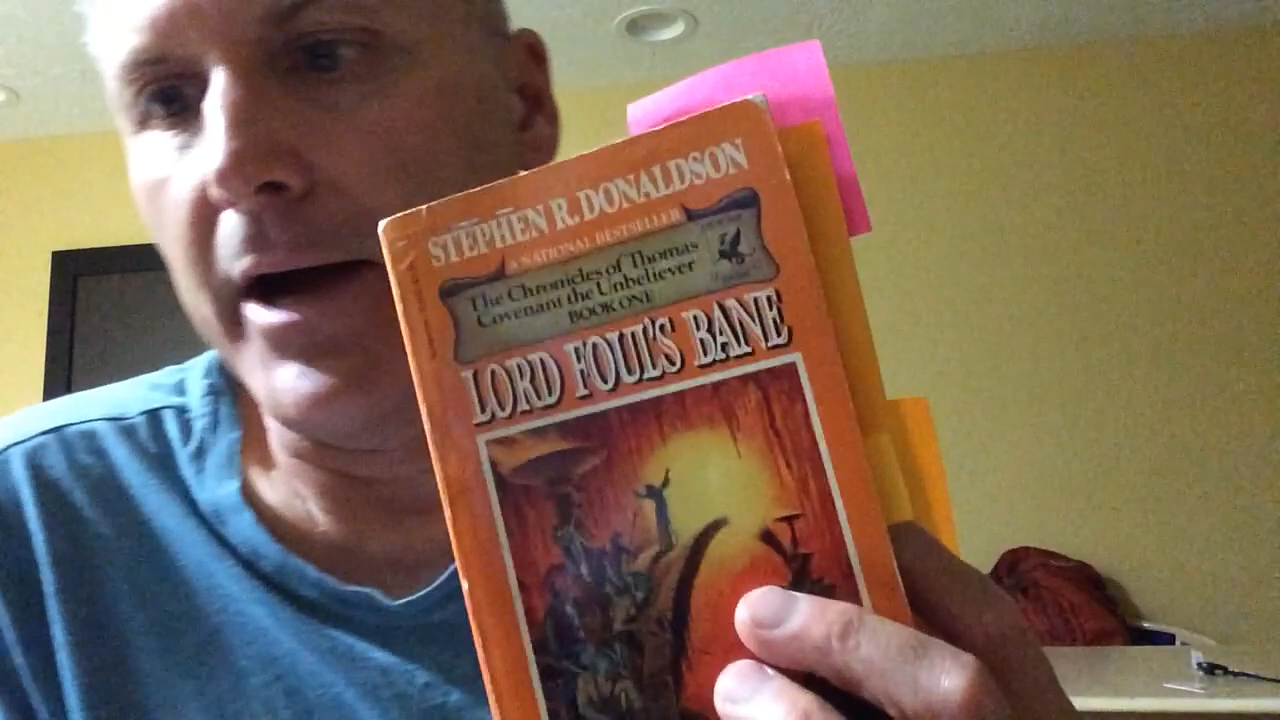 STEPHEN R. DONALDSON
A NATIONAL BESTSELLER
The Chronicles of Thomas
Covenant the Unbeliever
BOOK ONE
LORD FOUL'S BANE